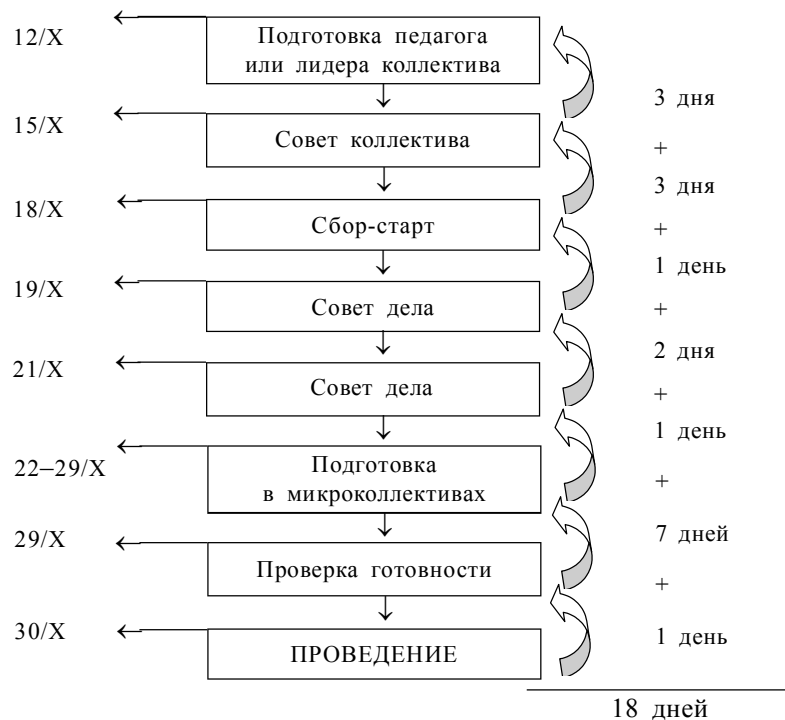 12/X
Подготовка педагога
или лидера коллектива
3 дня
15/X
Совет коллектива
+
3 дня
18/X
Сбор-старт
+
1 день
19/X
Совет дела
+
2 дня
21/X
Совет дела
+
1 день
22–29/X
Подготовка
в микроколлективах
+
29/X
7 дней
Проверка готовности
+
30/X
1 день
ПРОВЕДЕНИЕ
18 дней